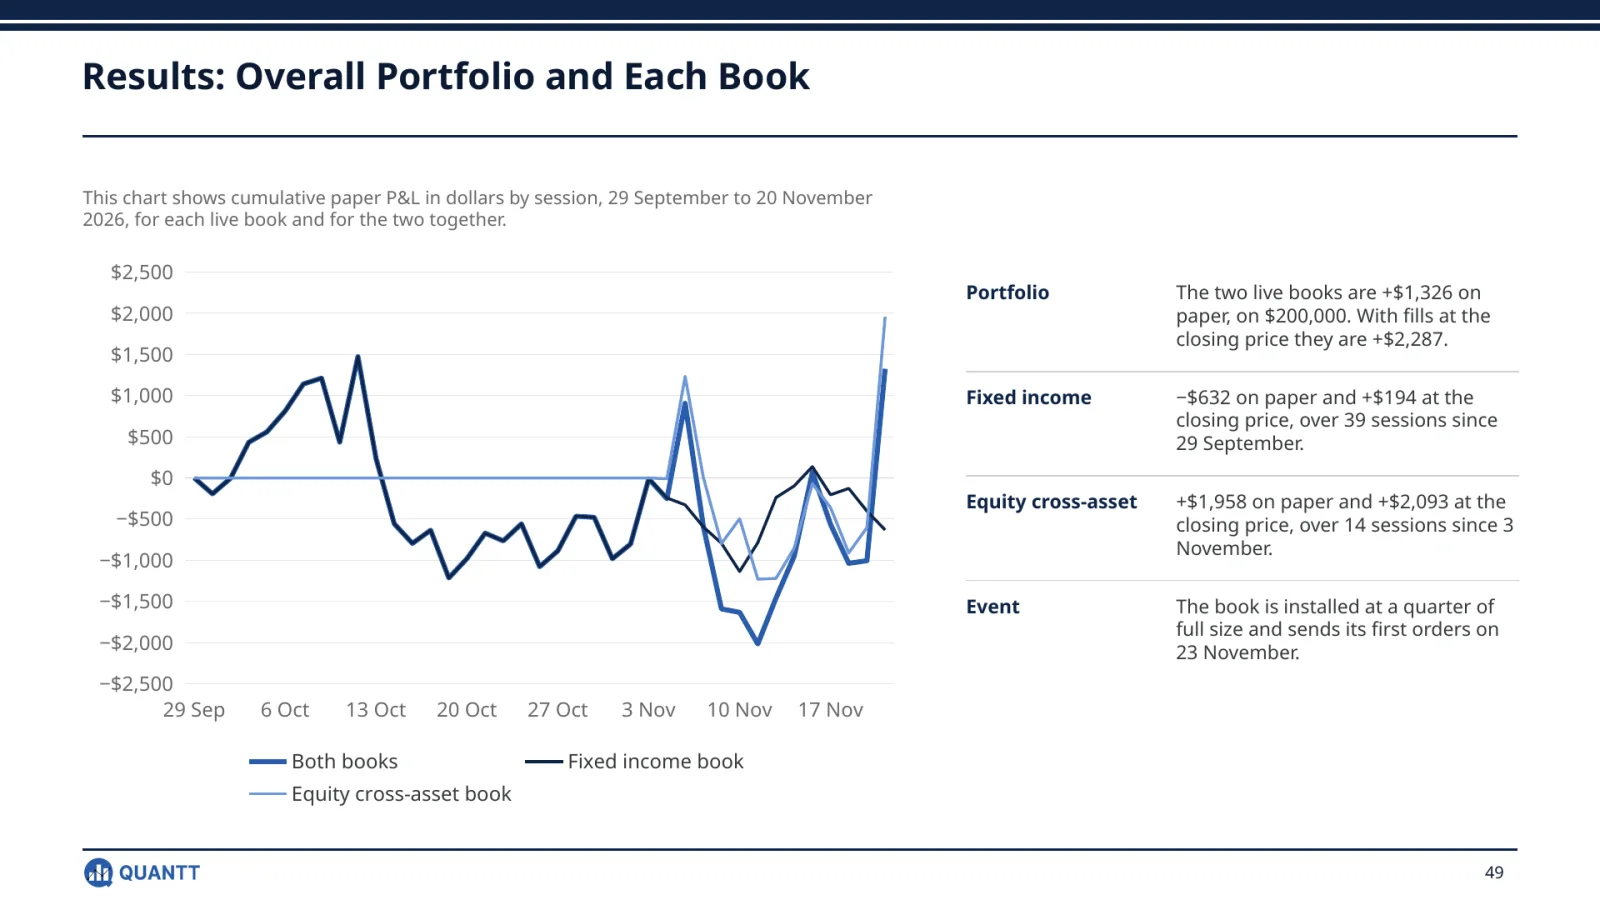 Results: Overall Portfolio and Each Book
This chart shows cumulative paper P&L in dollars by session, 29 September to 20 November
2026, for each live book and for the two together.
$2,500
$2,000
$1,500
$1,000
$500
$0
−$500
−$1,000
−$1,500
−$2,000
−$2,500
29 Sep 6 Oct 13 Oct 20 Oct 27 Oct 3 Nov 10 Nov 17 Nov
Both books Fixed income book
Equity cross-asset book
Portfolio
The two live books are +$1,326 on
paper, on $200,000. With fills at the
closing price they are +$2,287.
Fixed income
−$632 on paper and +$194 at the
closing price, over 39 sessions since
29 September.
Equity cross-asset
+$1,958 on paper and +$2,093 at the
closing price, over 14 sessions since 3
November.
Event
The book is installed at a quarter of
full size and sends its first orders on
23 November.
QUANTT
49